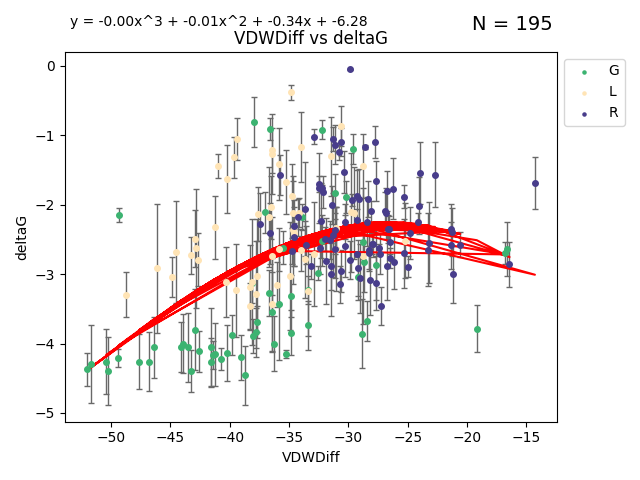 y = -0.00x^3 + -0.01x^2 + -0.34x + -6.28
N = 195
VDWDiff vs deltaG
G
L
R
deltaG
0
−1
−2
−3
−4
−5
−50 −45 −40 −35 −30 −25 −20 −15
VDWDiff